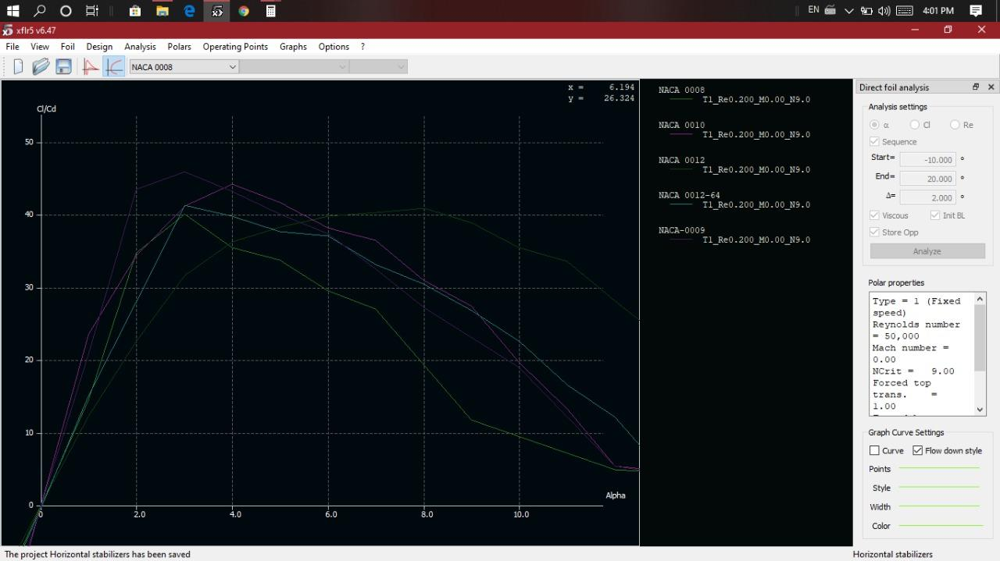 EN
4:01 PM
xflr5 v6.47
File View Foil Design Analysis Polars Operating Points Graphs Options ?
NACA 0008
x = 6.194
y = 26.324
Cl/Cd
50
40
30
20
10
0
0 2.0 4.0 6.0 8.0 10.0
Alpha
NACA 0008
T1_Re0.200_M0.00_N9.0
NACA 0010
T1_Re0.200_M0.00_N9.0
NACA 0012
T1_Re0.200_M0.00_N9.0
NACA 0012-64
T1_Re0.200_M0.00_N9.0
NACA-0009
T1_Re0.200_M0.00_N9.0
Direct foil analysis
Analysis settings
α Cl Re
Sequence
Start= -10.000 °
End= 20.000 °
Δ= 2.000 °
Viscous Init BL
Store Opp
Analyze
Polar properties
Type = 1 (Fixed
speed)
Reynolds number
= 50,000
Mach number =
0.00
NCrit = 9.00
Forced top
trans. =
1.00
Graph Curve Settings
Curve Flow down style
Points
Style
Width
Color
The project Horizontal stabilizers has been saved
Horizontal stabilizers